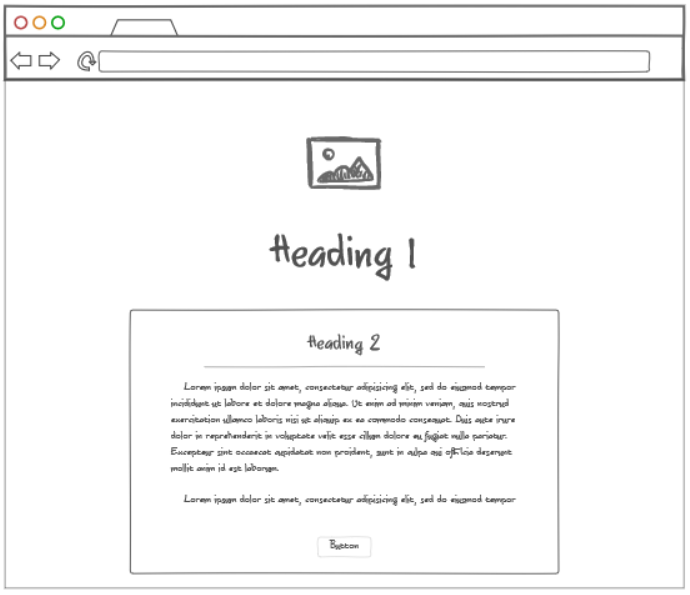 Heading 1
Heading 2
Lorem ipsum dolor sit amet, consectetur adipisicing elit, sed do eiusmod tempor
incididunt ut labore et dolore magna aliqua. Ut enim ad minim veniam, quis nostrud
exercitation ullamco laboris nisi ut aliquip ex ea commodo consequat. Duis aute irure
dolor in reprehenderit in voluptate velit esse cillum dolore eu fugiat nulla pariatur.
Excepteur sint occaecat cupidatat non proident, sunt in culpa qui officia deserunt
mollit anim id est laborum.
Lorem ipsum dolor sit amet, consectetur adipisicing elit, sed do eiusmod tempor
Button